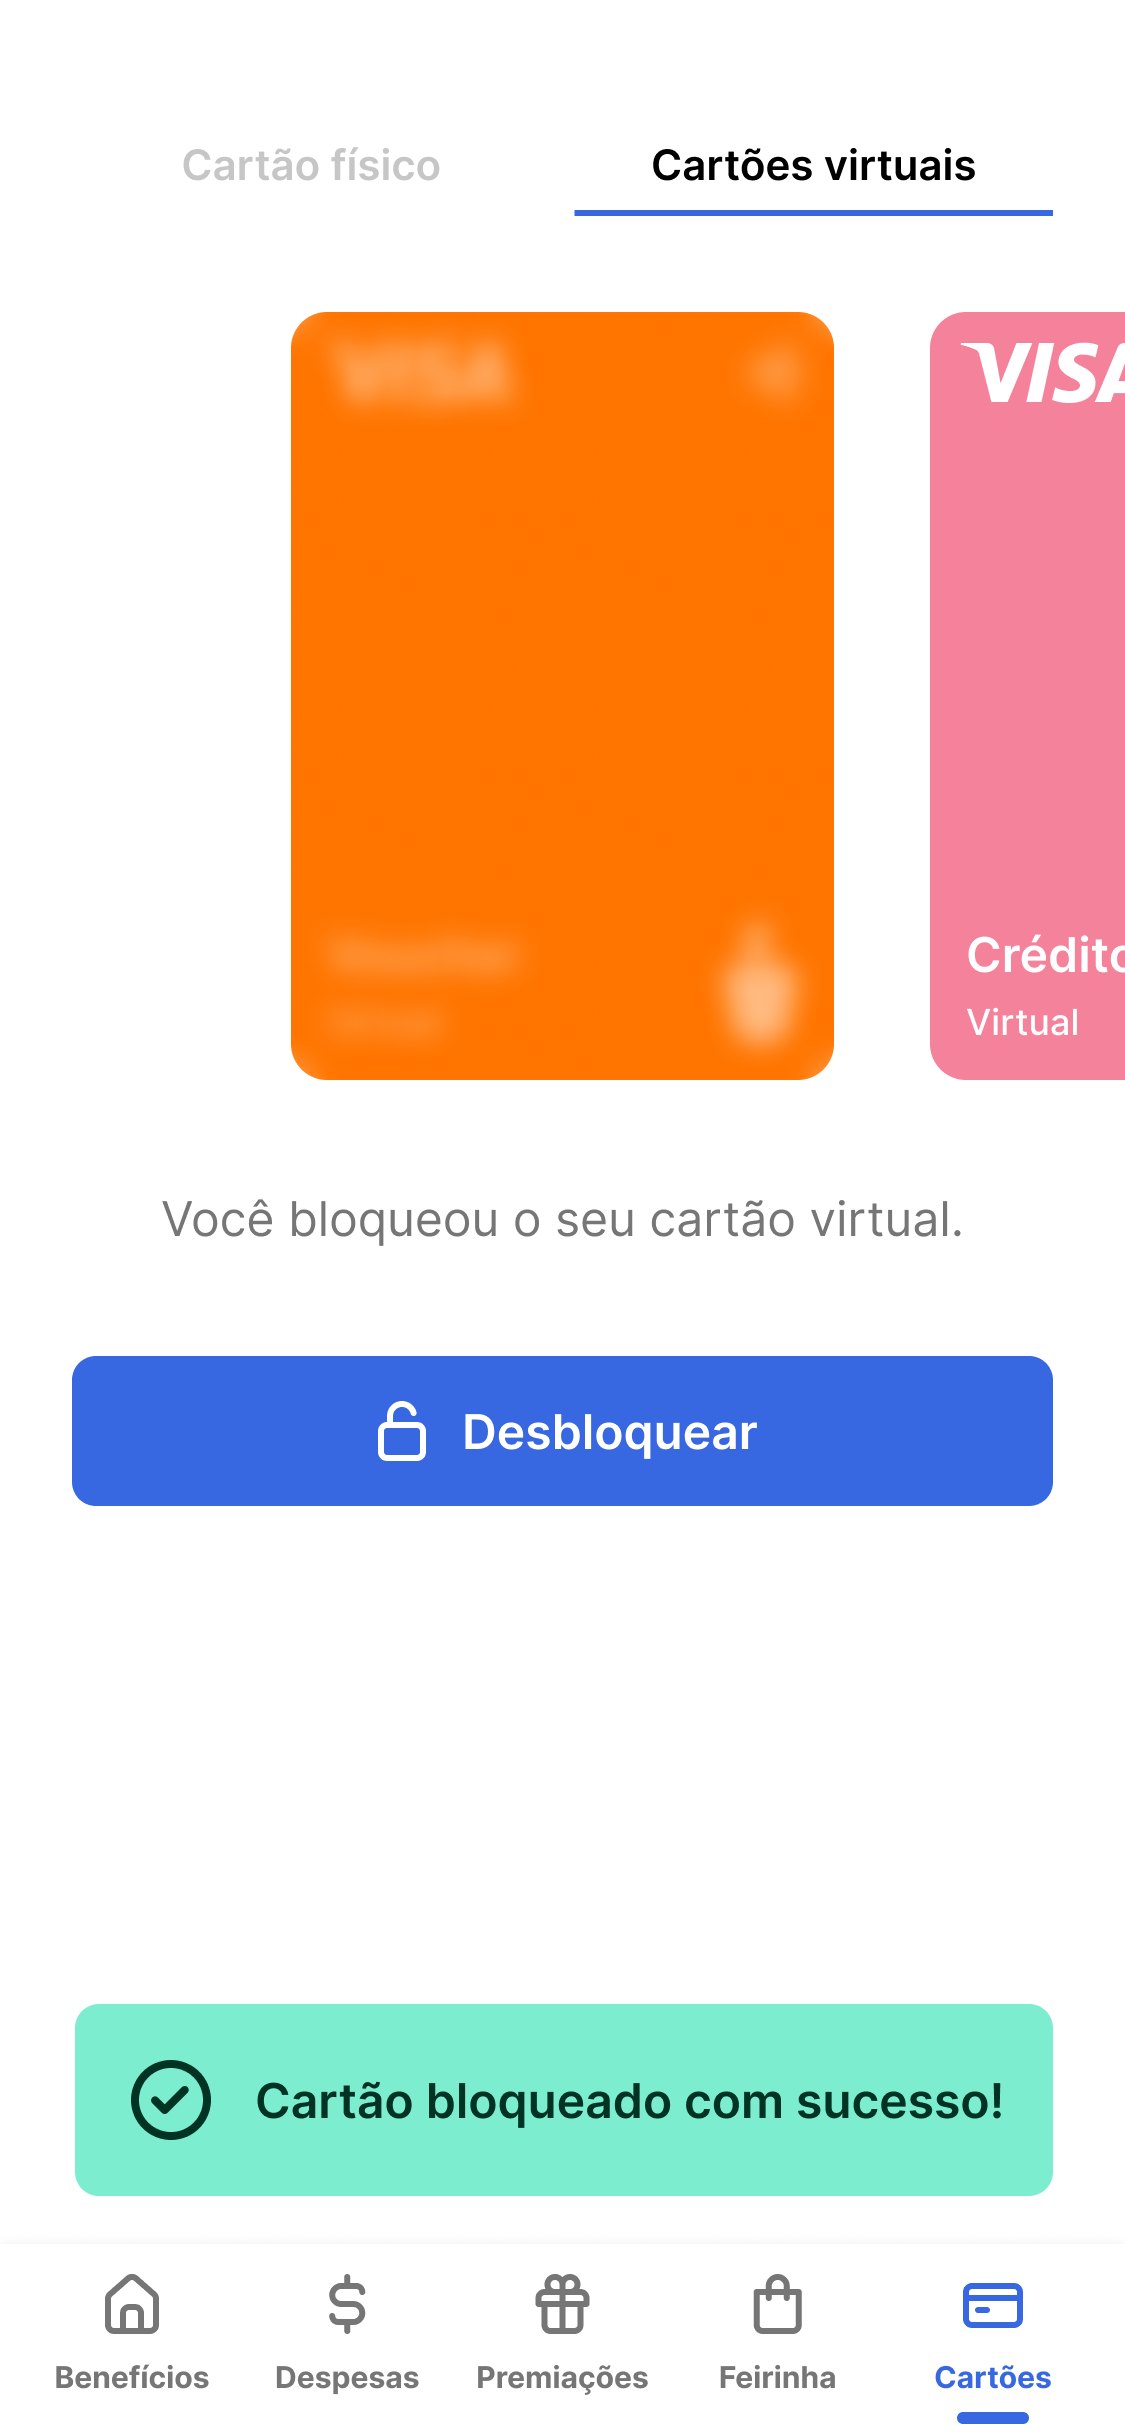 Cartão físico
Cartões virtuais
VISA
VISA
Crédito
Virtual
Você bloqueou o seu cartão virtual.
Desbloquear
Cartão bloqueado com sucesso!
Benefícios
Despesas
Premiações
Feirinha
Cartões